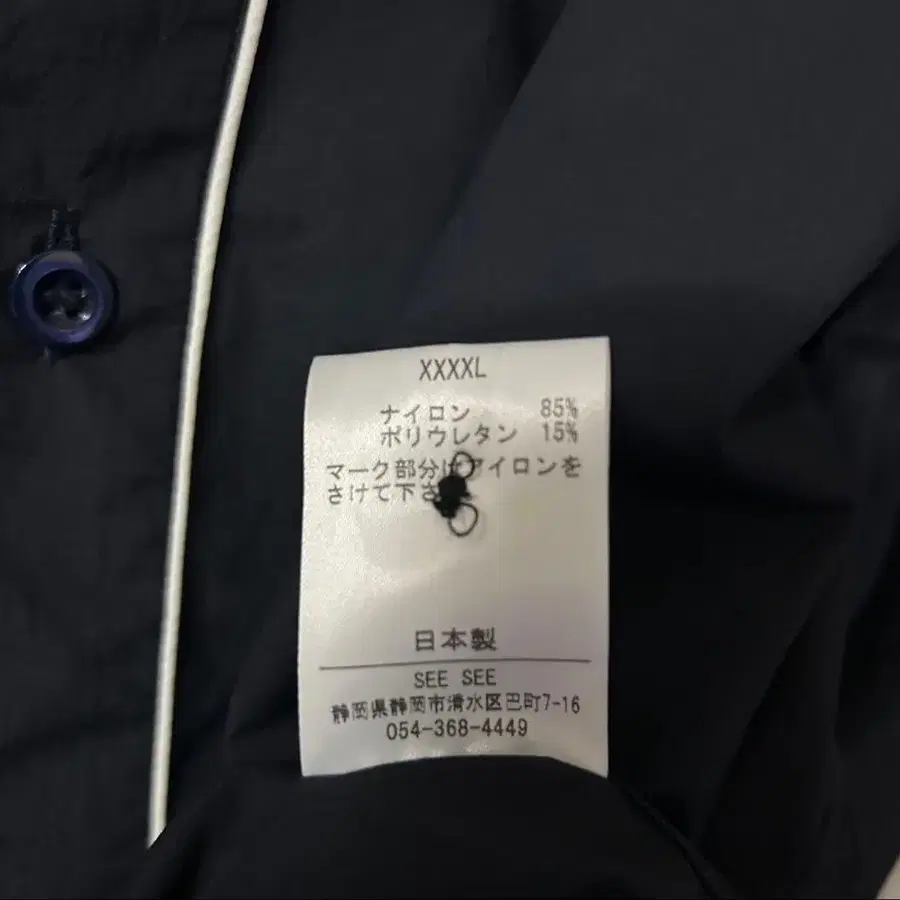 XXXXL
ナイロン 85%
ポリウレタン 15%
マーク部分はアイロンを
さけて下さ
日本製
SEE SEE
静岡県静岡市清水区巴町7-16
054-368-4449